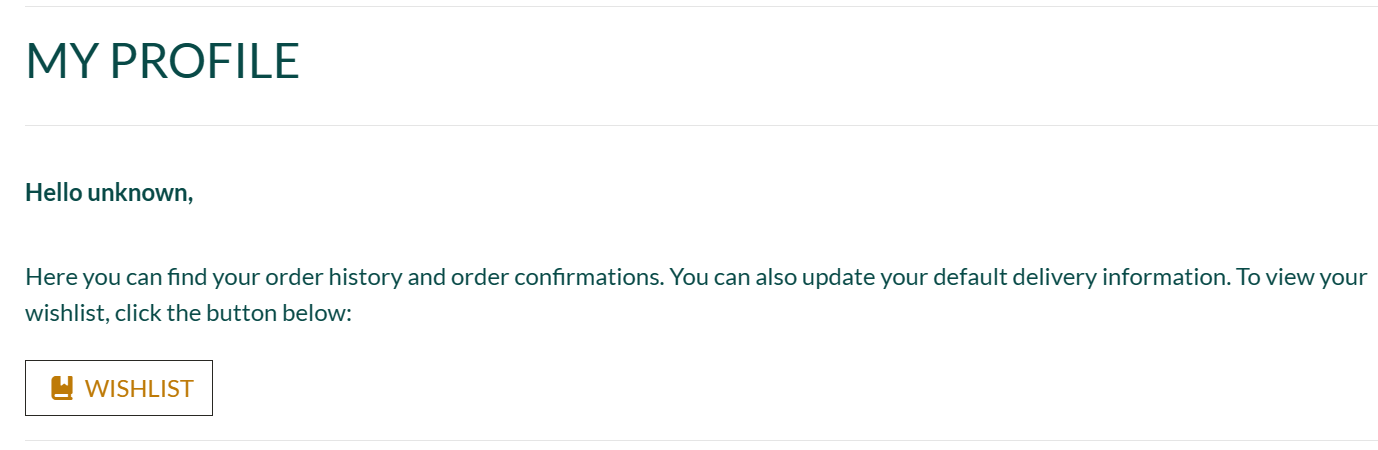 MY PROFILE
Hello unknown,
Here you can find your order history and order confirmations. You can also update your default delivery information. To view your
wishlist, click the button below:
WISHLIST